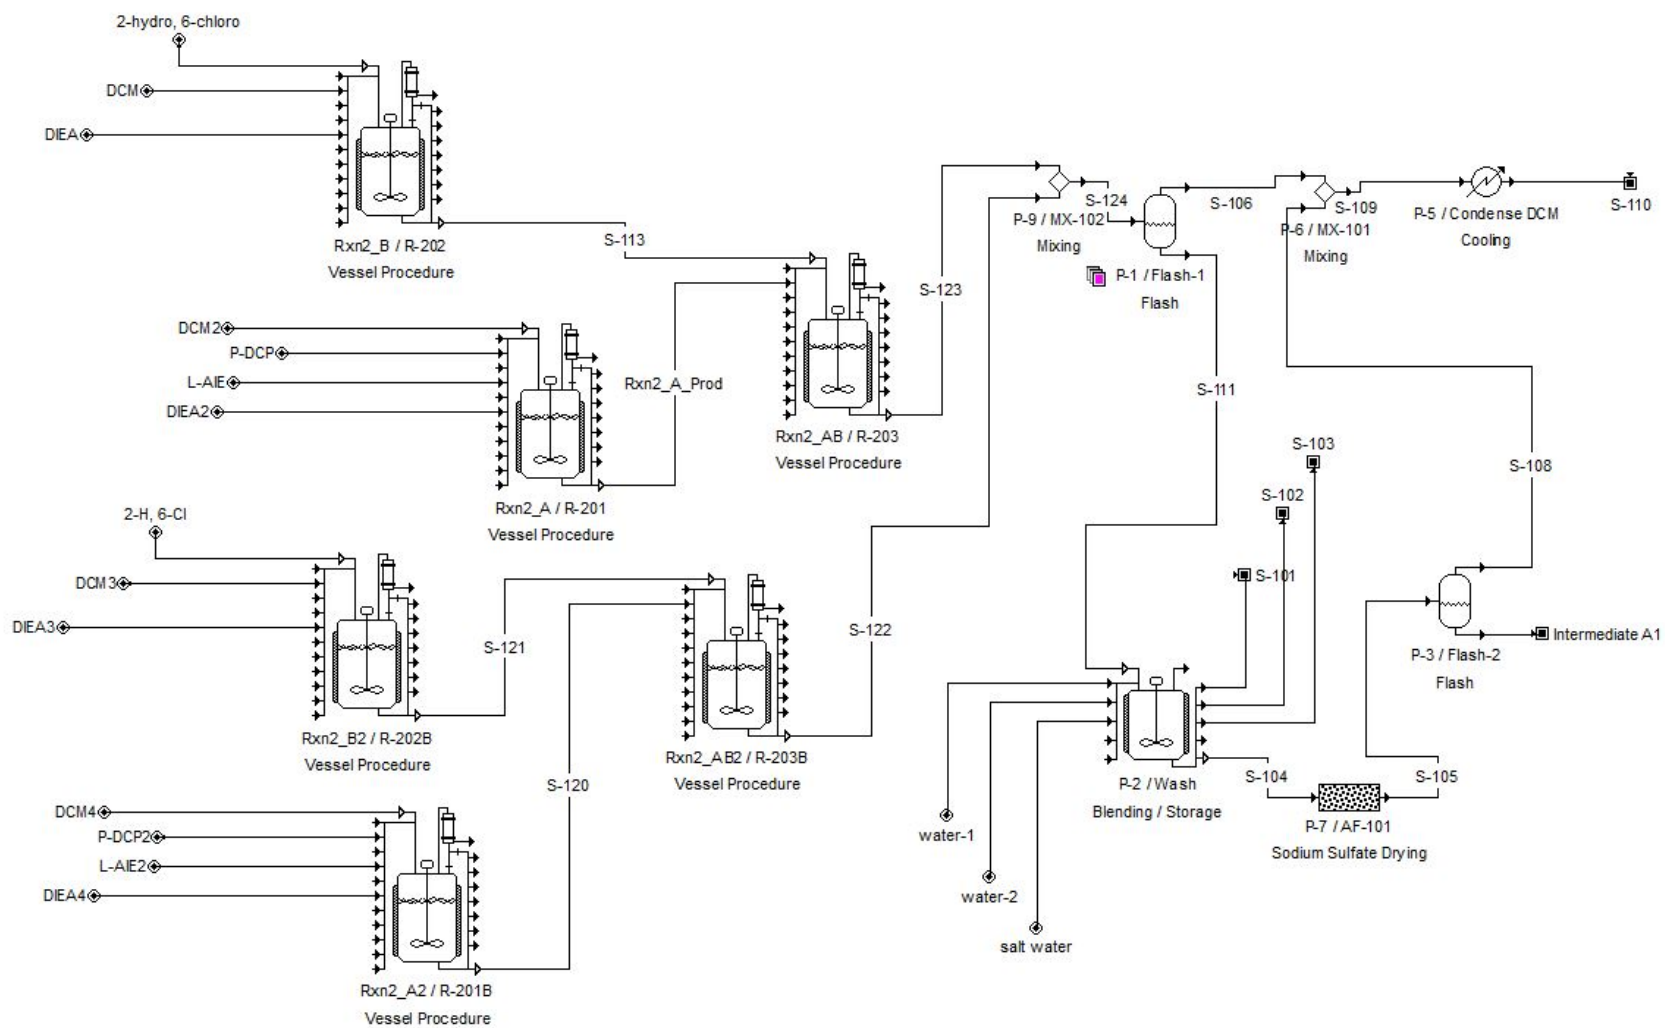 2-hydro, 6-chloro
DCM
DIEA
Rxn2_B / R-202
Vessel Procedure
S-113
DCM2
P-DCP
L-AIE
DIEA2
Rxn2_A_Prod
Rxn2_A / R-201
Vessel Procedure
Rxn2_AB / R-203
Vessel Procedure
S-123
P-9 / MX-102
Mixing
S-124
P-1 / Flash-1
Flash
S-106
P-6 / MX-101
Mixing
S-109
P-5 / Condense DCM
Cooling
S-110
S-111
S-108
S-103
S-102
S-101
2-H, 6-Cl
DCM3
DIEA3
Rxn2_B2 / R-202B
Vessel Procedure
S-121
S-120
Rxn2_AB2 / R-203B
Vessel Procedure
S-122
DCM4
P-DCP2
L-AIE2
DIEA4
Rxn2_A2 / R-201B
Vessel Procedure
P-2 / Wash
Blending / Storage
water-1
water-2
salt water
S-104
P-7 / AF-101
Sodium Sulfate Drying
S-105
P-3 / Flash-2
Flash
Intermediate A1